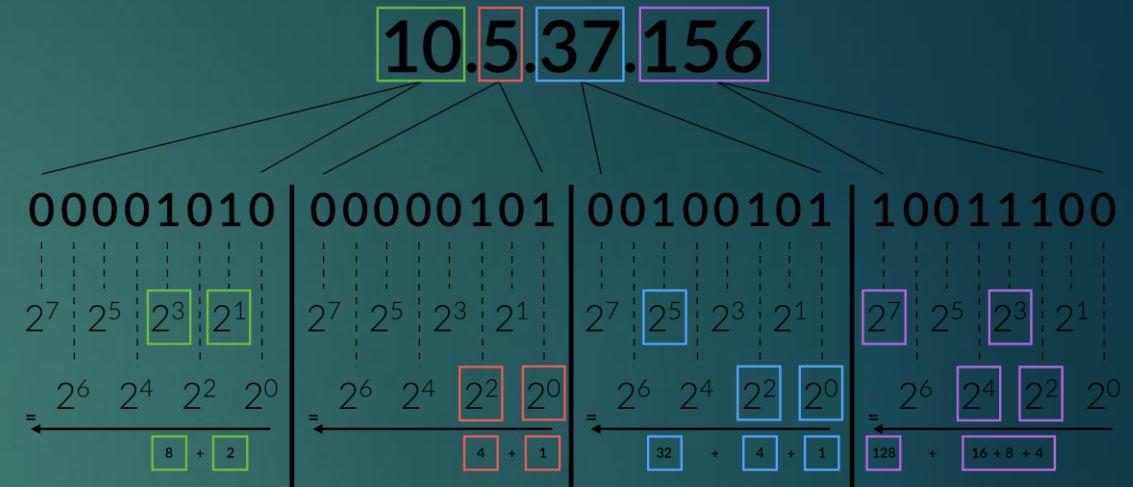 10.5.37.156
00001010 00000101 00100101 10011100
2⁷ 2⁵ 2³ 2¹ 2⁷ 2⁵ 2³ 2¹ 2⁷ 2⁵ 2³ 2¹ 2⁷ 2⁵ 2³ 2¹
2⁶ 2⁴ 2² 2⁰ 2⁶ 2⁴ 2² 2⁰ 2⁶ 2⁴ 2² 2⁰ 2⁶ 2⁴ 2² 2⁰
= = = =
8 + 2 4 + 1 32 + 4 + 1 128 + 16 + 8 + 4